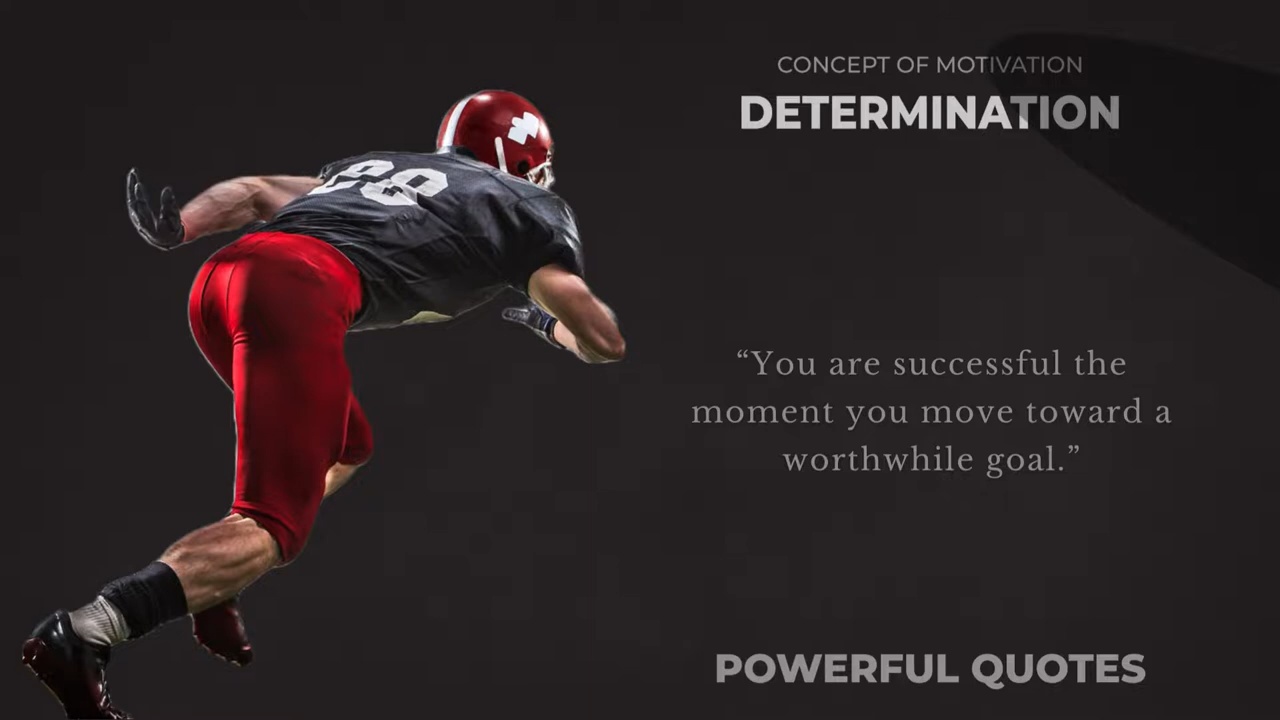 CONCEPT OF MOTIVATION
DETERMINATION
“You are successful the
moment you move toward a
worthwhile goal.”
POWERFUL QUOTES